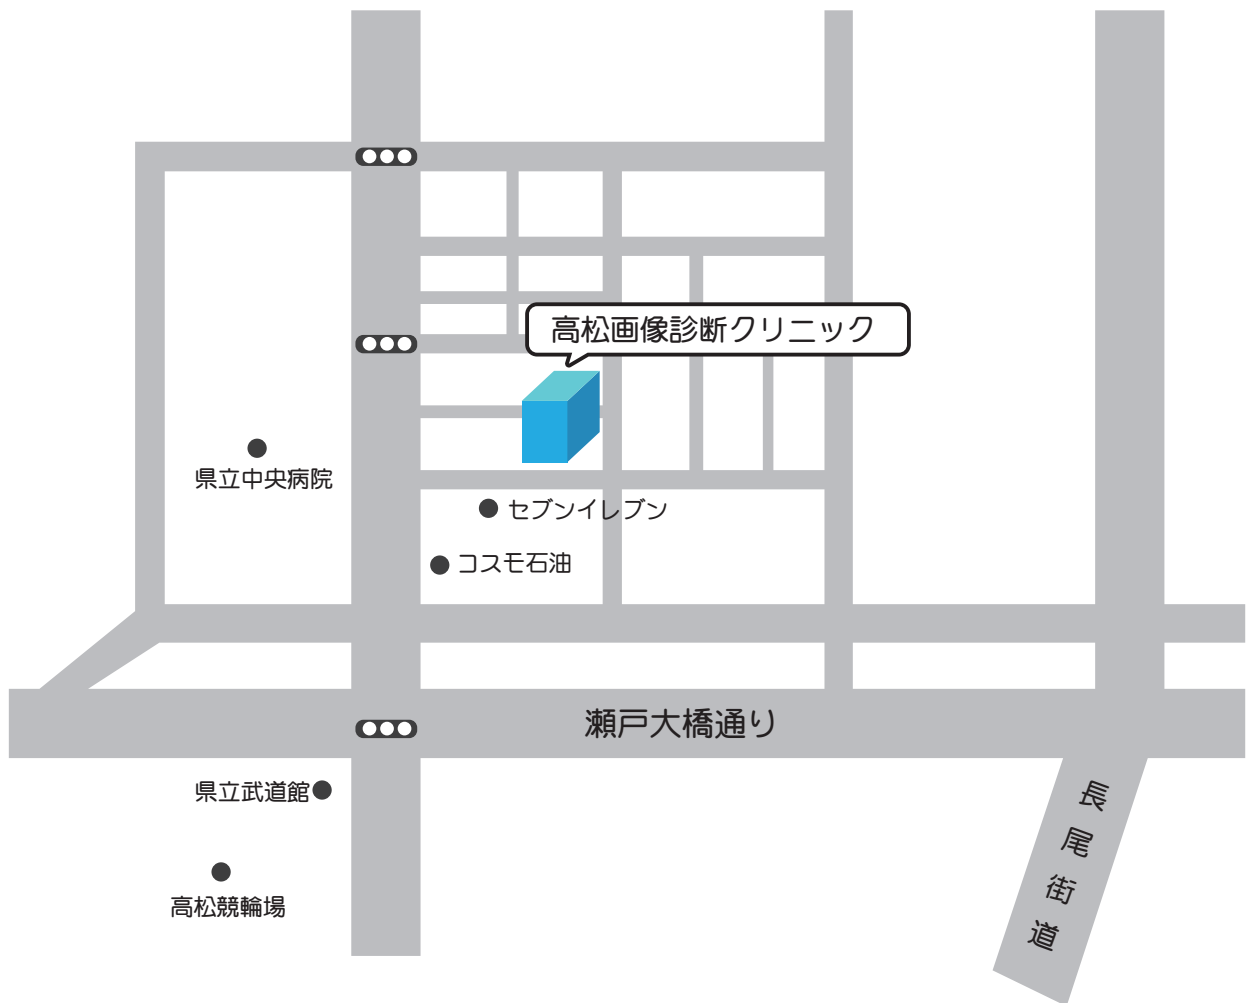 高松画像診断クリニック
県立中央病院
セブンイレブン
コスモ石油
瀬戸大橋通り
県立武道館
長尾街道
高松競輪場